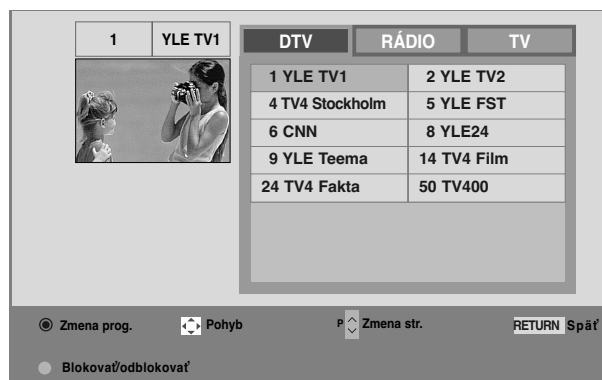 1 YLE TV1
DTV RÁDIO TV
1 YLE TV1 2 YLE TV2
4 TV4 Stockholm 5 YLE FST
6 CNN 8 YLE24
9 YLE Teema 14 TV4 Film
24 TV4 Fakta 50 TV400
Zmena prog. Pohyb P Zmena str. RETURN Späť
Blokovať/odblokovať